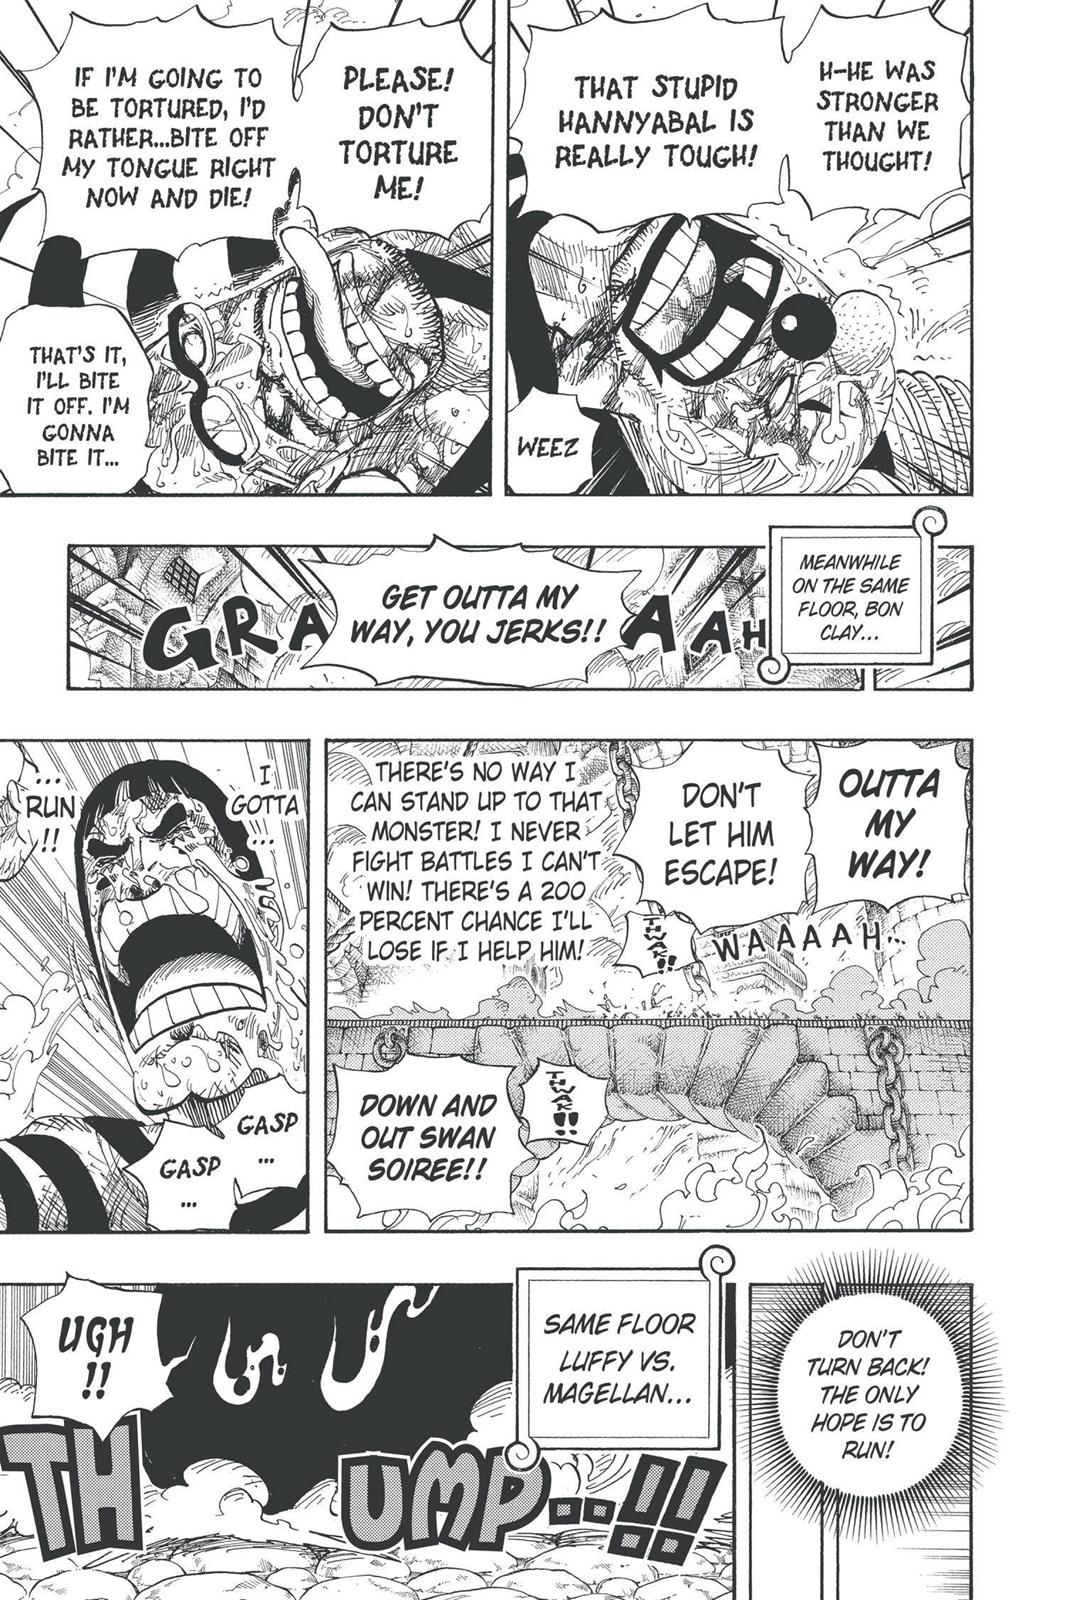 H-HE WAS
STRONGER
THAN WE
THOUGHT!
THAT STUPID
HANNYABAL IS
REALLY TOUGH!
WEEZ
PLEASE!
DON'T
TORTURE
ME!
IF I'M GOING TO
BE TORTURED, I'D
RATHER...BITE OFF
MY TONGUE RIGHT
NOW AND DIE!
THAT'S IT,
I'LL BITE
IT OFF. I'M
GONNA
BITE IT...
MEANWHILE
ON THE SAME
FLOOR, BON
CLAY...
GET OUTTA MY
WAY, YOU JERKS!!
GRA AAH
OUTTA
MY
WAY!
DON'T
LET HIM
ESCAPE!
WAAAAH...
THWAK!!
THERE'S NO WAY I
CAN STAND UP TO THAT
MONSTER! I NEVER
FIGHT BATTLES I CAN'T
WIN! THERE'S A 200
PERCENT CHANCE I'LL
LOSE IF I HELP HIM!
THWAK!!
DOWN AND
OUT SWAN
SOIREE!!
I
GOTTA
...
...
RUN
!!
GASP
...
GASP
...
DON'T
TURN BACK!
THE ONLY
HOPE IS TO
RUN!
SAME FLOOR
LUFFY VS.
MAGELLAN...
UGH
!!
THUMP...!!